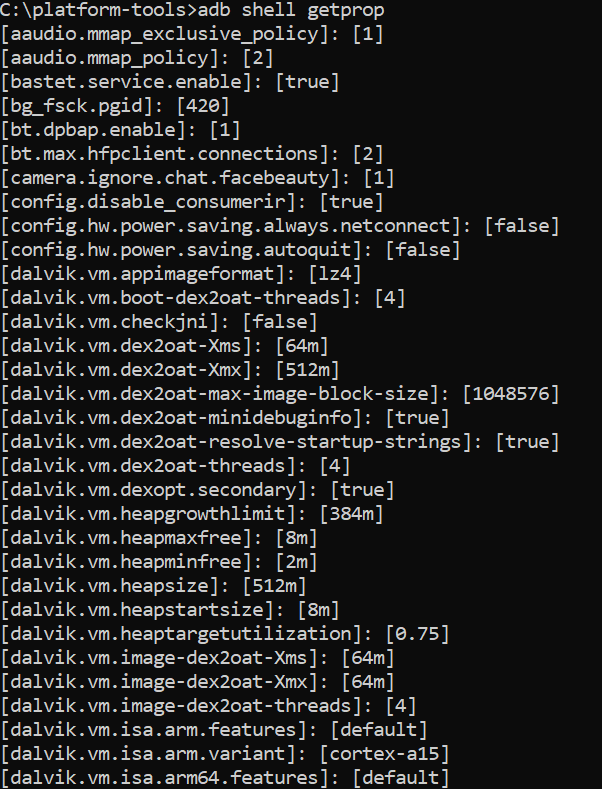 C:\platform-tools>adb shell getprop
[aaudio.mmap_exclusive_policy]: [1]
[aaudio.mmap_policy]: [2]
[bastet.service.enable]: [true]
[bg_fsck.pgid]: [420]
[bt.dpbap.enable]: [1]
[bt.max.hfpclient.connections]: [2]
[camera.ignore.chat.facebeauty]: [1]
[config.disable_consumerir]: [true]
[config.hw.power.saving.always.netconnect]: [false]
[config.hw.power.saving.autoquit]: [false]
[dalvik.vm.appimageformat]: [lz4]
[dalvik.vm.boot-dex2oat-threads]: [4]
[dalvik.vm.checkjni]: [false]
[dalvik.vm.dex2oat-Xms]: [64m]
[dalvik.vm.dex2oat-Xmx]: [512m]
[dalvik.vm.dex2oat-max-image-block-size]: [1048576]
[dalvik.vm.dex2oat-minidebuginfo]: [true]
[dalvik.vm.dex2oat-resolve-startup-strings]: [true]
[dalvik.vm.dex2oat-threads]: [4]
[dalvik.vm.dexopt.secondary]: [true]
[dalvik.vm.heapgrowthlimit]: [384m]
[dalvik.vm.heapmaxfree]: [8m]
[dalvik.vm.heapminfree]: [2m]
[dalvik.vm.heapsize]: [512m]
[dalvik.vm.heapstartsize]: [8m]
[dalvik.vm.heaptargetutilization]: [0.75]
[dalvik.vm.image-dex2oat-Xms]: [64m]
[dalvik.vm.image-dex2oat-Xmx]: [64m]
[dalvik.vm.image-dex2oat-threads]: [4]
[dalvik.vm.isa.arm.features]: [default]
[dalvik.vm.isa.arm.variant]: [cortex-a15]
[dalvik.vm.isa.arm64.features]: [default]